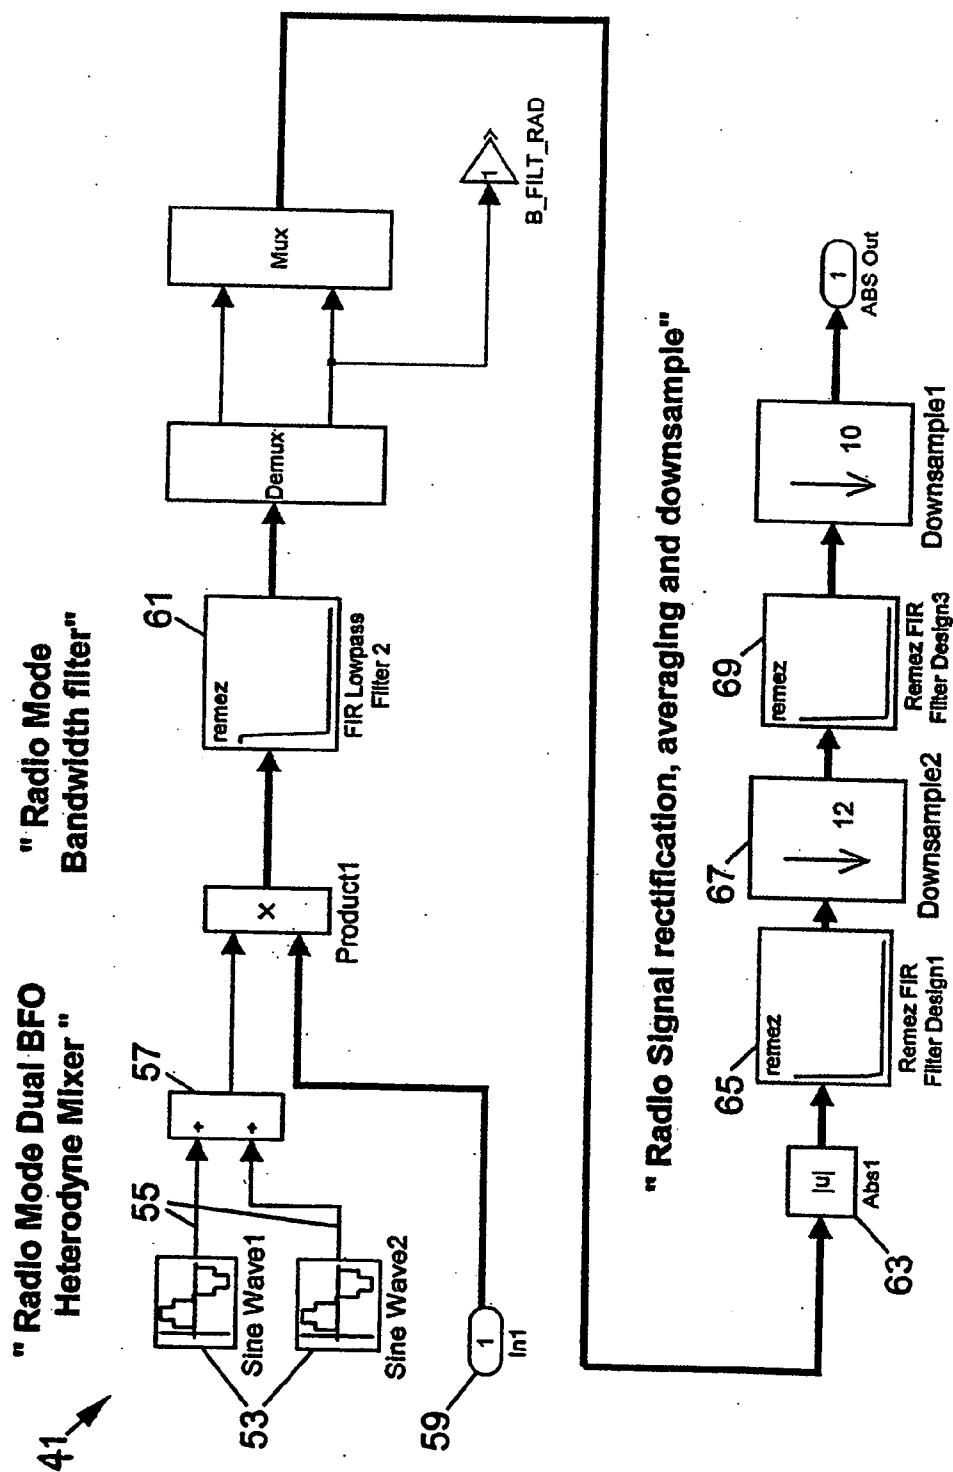 41
" Radio Mode Dual BFO
Heterodyne Mixer "
" Radio Mode
Bandwidth filter"
53
Sine Wave1
Sine Wave2
55
57
+
+
59
1
In1
×
Product1
61
remez
FIR Lowpass
Filter 2
Demux
Mux
1
B_FILT_RAD
" Radio Signal rectification, averaging and downsample"
63
|u|
Abs1
65
remez
Remez FIR
Filter Design1
67
12
Downsample2
69
remez
Remez FIR
Filter Design3
10
Downsample1
1
ABS Out